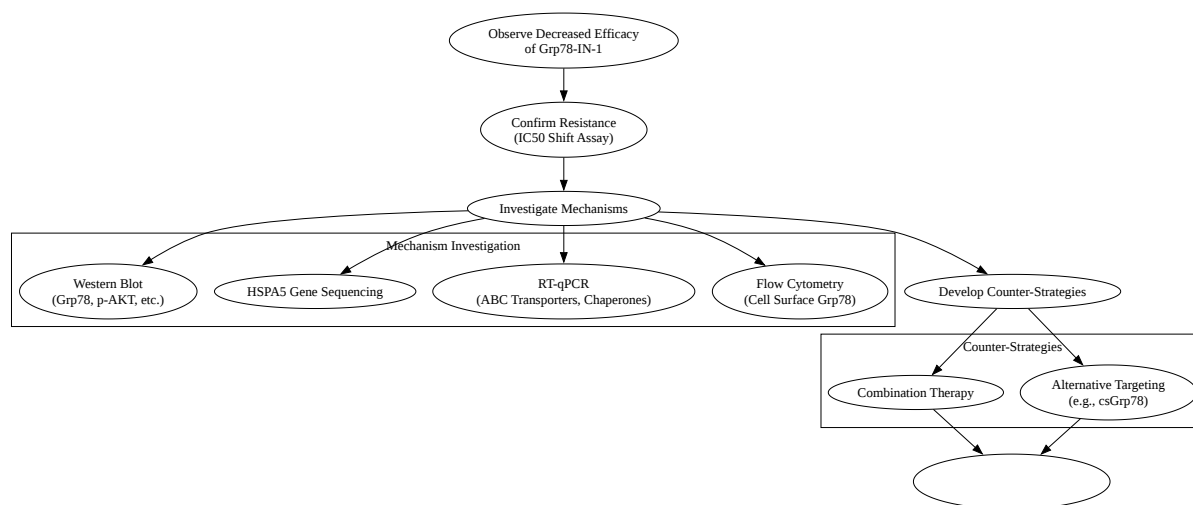 Observe Decreased Efficacy
of Grp78-IN-1
Confirm Resistance
(IC50 Shift Assay)
Investigate Mechanisms
Mechanism Investigation
Western Blot
(Grp78, p-AKT, etc.)
HSPA5 Gene Sequencing
RT-qPCR
(ABC Transporters, Chaperones)
Flow Cytometry
(Cell Surface Grp78)
Develop Counter-Strategies
Counter-Strategies
Combination Therapy
Alternative Targeting
(e.g., csGrp78)